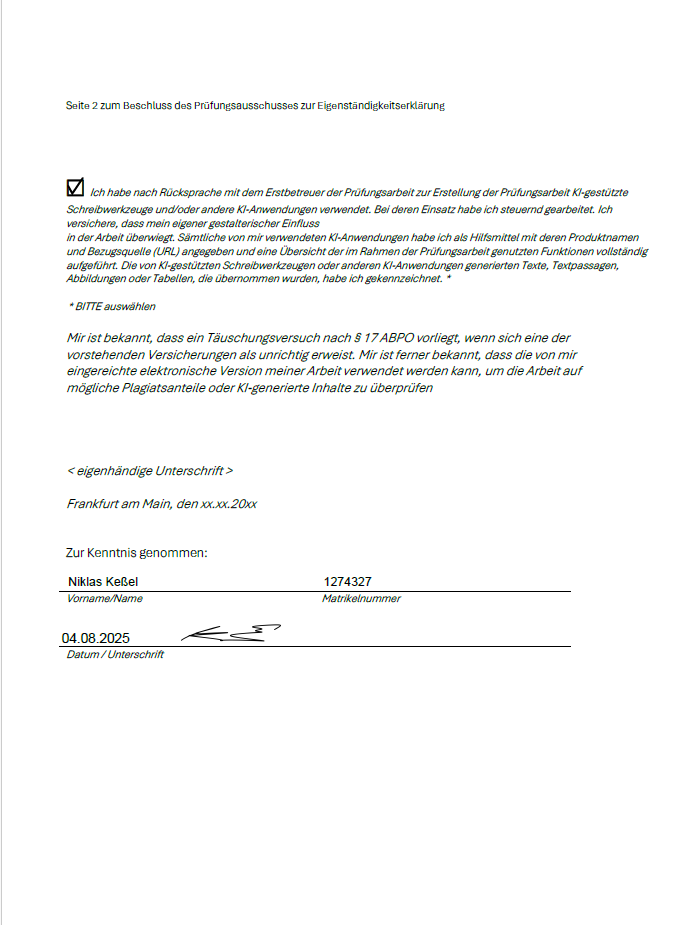 Seite 2 zum Beschluss des Prüfungsausschusses zur Eigenständigkeitserklärung
Ich habe nach Rücksprache mit dem Erstbetreuer der Prüfungsarbeit zur Erstellung der Prüfungsarbeit KI-gestützte
Schreibwerkzeuge und/oder andere KI-Anwendungen verwendet. Bei deren Einsatz habe ich steuernd gearbeitet. Ich
versichere, dass mein eigener gestalterischer Einfluss
in der Arbeit überwiegt. Sämtliche von mir verwendeten KI-Anwendungen habe ich als Hilfsmittel mit deren Produktnamen
und Bezugsquelle (URL) angegeben und eine Übersicht der im Rahmen der Prüfungsarbeit genutzten Funktionen vollständig
aufgeführt. Die von KI-gestützten Schreibwerkzeugen oder anderen KI-Anwendungen generierten Texte, Textpassagen,
Abbildungen oder Tabellen, die übernommen wurden, habe ich gekennzeichnet. *
* BITTE auswählen
Mir ist bekannt, dass ein Täuschungsversuch nach § 17 ABPO vorliegt, wenn sich eine der
vorstehenden Versicherungen als unrichtig erweist. Mir ist ferner bekannt, dass die von mir
eingereichte elektronische Version meiner Arbeit verwendet werden kann, um die Arbeit auf
mögliche Plagiatsanteile oder KI-generierte Inhalte zu überprüfen
< eigenhändige Unterschrift >
Frankfurt am Main, den xx.xx.20xx
Zur Kenntnis genommen:
Niklas Keßel 1274327
Vorname/Name Matrikelnummer
04.08.2025
Datum / Unterschrift